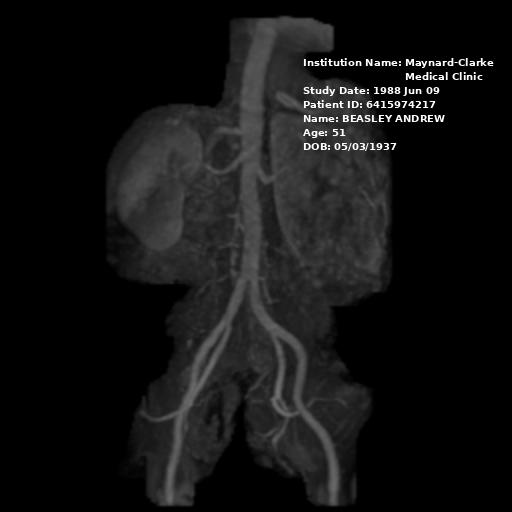 Institution Name: Maynard-Clarke
Medical Clinic
Study Date: 1988 Jun 09
Patient ID: 6415974217
Name: BEASLEY ANDREW
Age: 51
DOB: 05/03/1937